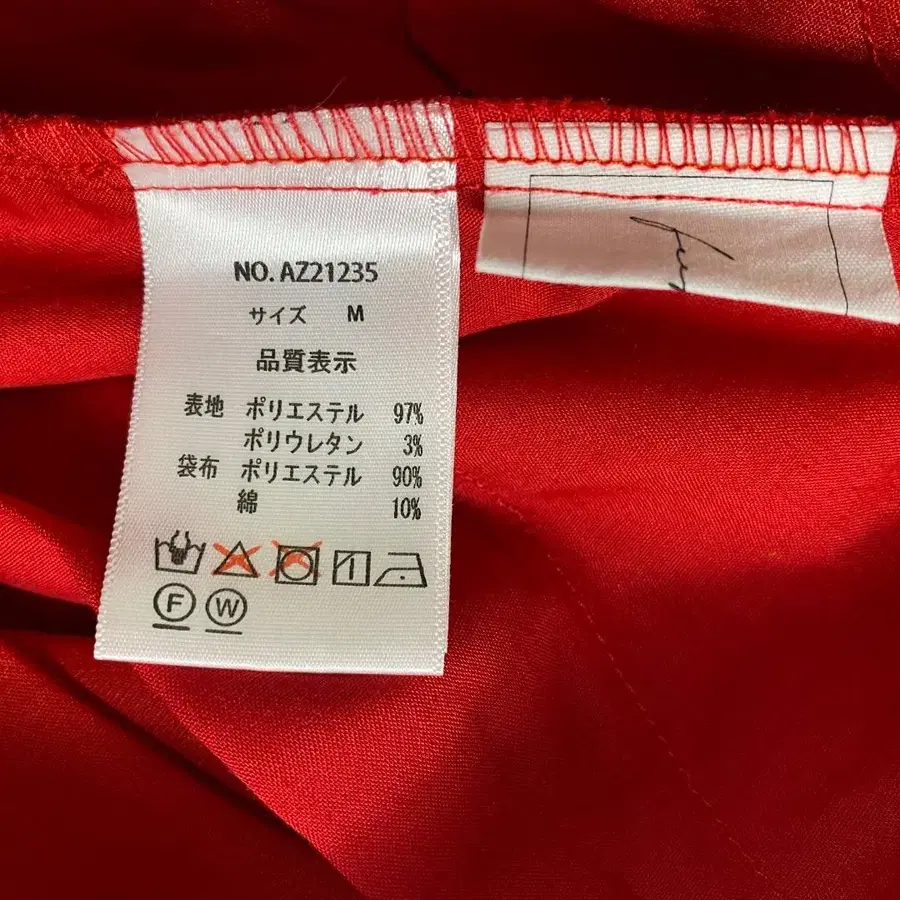 NO. AZ21235
サイズ M
品質表示
表地 ポリエステル 97%
ポリウレタン 3%
袋布 ポリエステル 90%
綿 10%
F W